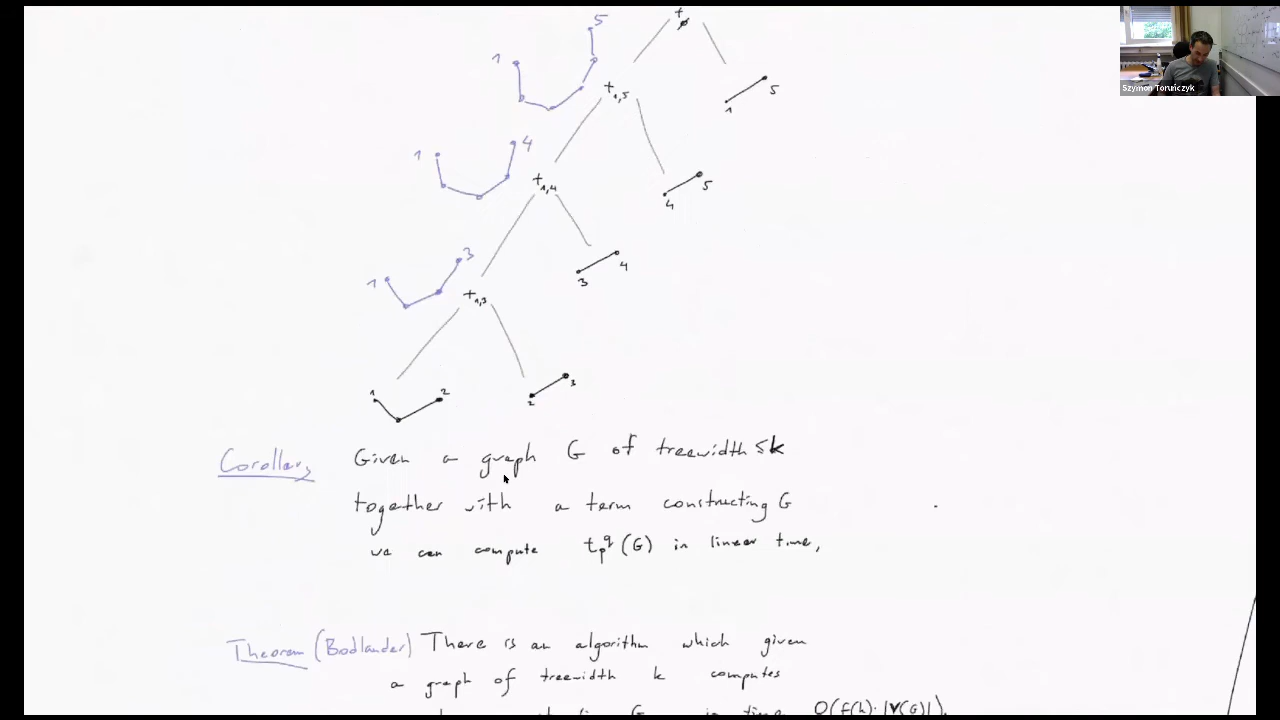 5
+∅
1
+1,5
1
5
1
4
+1,4
4
5
1
3
+1,3
3
4
1
2
2
3
Corollary Given a graph G of treewidth ≤k
together with a term constructing G
we can compute tp^q(G) in linear time,
Theorem (Bodlander) There is an algorithm which given
a graph of treewidth k computes
G in time O(f(k)·|V(G)|).
Szymon Toruńczyk